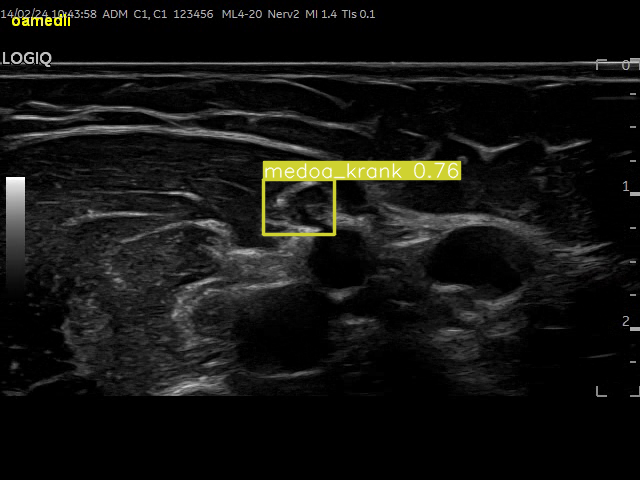 14/02/24 10:43:58 ADM C1, C1 123456 ML4-20 Nerv2 MI 1.4 TIs 0.1
oamedli
LOGIQ
0
medoa_krank 0.76
1
2